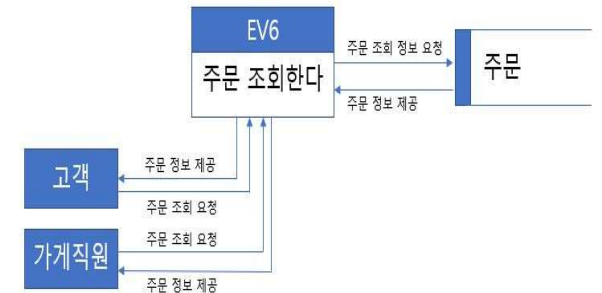 EV6
주문 조회한다
주문 조회 정보 요청
주문 정보 제공
주문
고객
주문 정보 제공
주문 조회 요청
가게직원
주문 조회 요청
주문 정보 제공